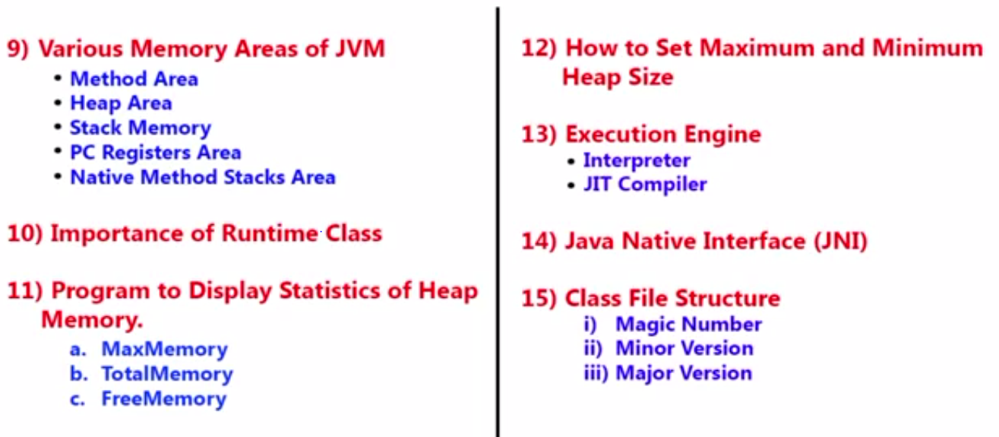 9) Various Memory Areas of JVM
• Method Area
• Heap Area
• Stack Memory
• PC Registers Area
• Native Method Stacks Area
10) Importance of Runtime Class
11) Program to Display Statistics of Heap
Memory.
a. MaxMemory
b. TotalMemory
c. FreeMemory
12) How to Set Maximum and Minimum
Heap Size
13) Execution Engine
• Interpreter
• JIT Compiler
14) Java Native Interface (JNI)
15) Class File Structure
i) Magic Number
ii) Minor Version
iii) Major Version